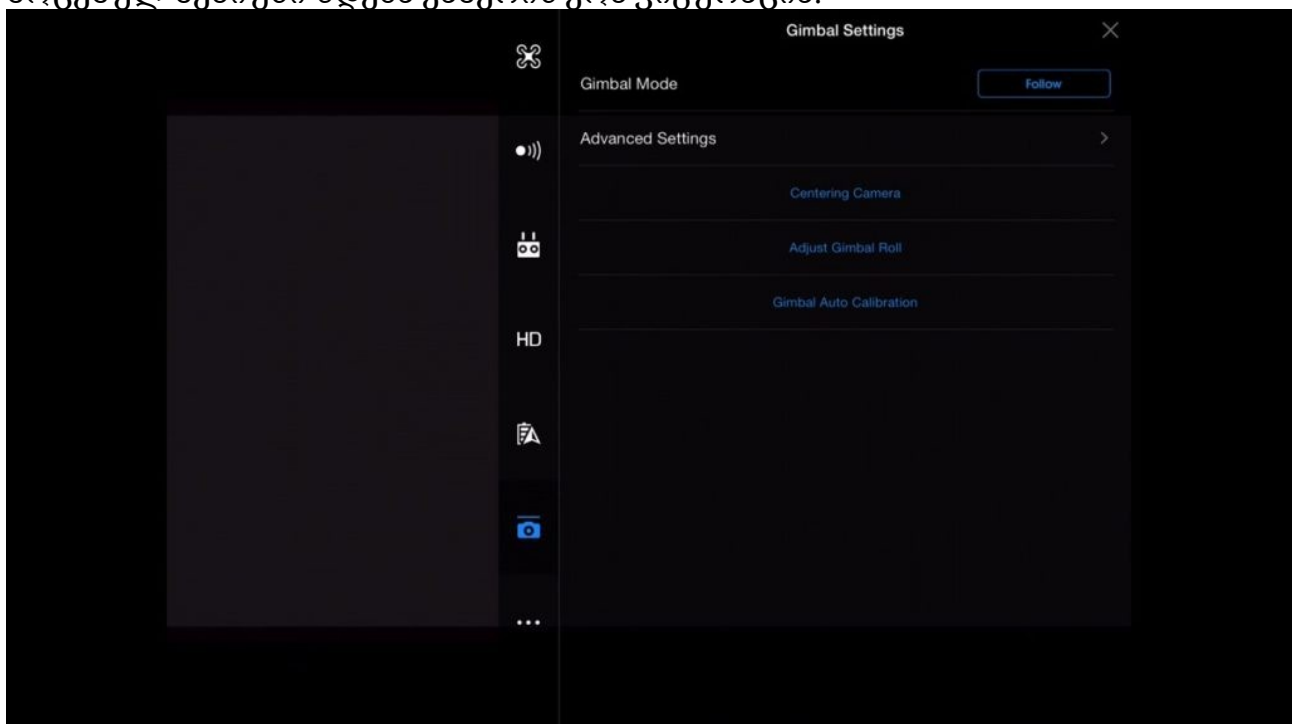 Gimbal Settings
Gimbal Mode
Follow
Advanced Settings
Centering Camera
Adjust Gimbal Roll
HD
Gimbal Auto Calibration